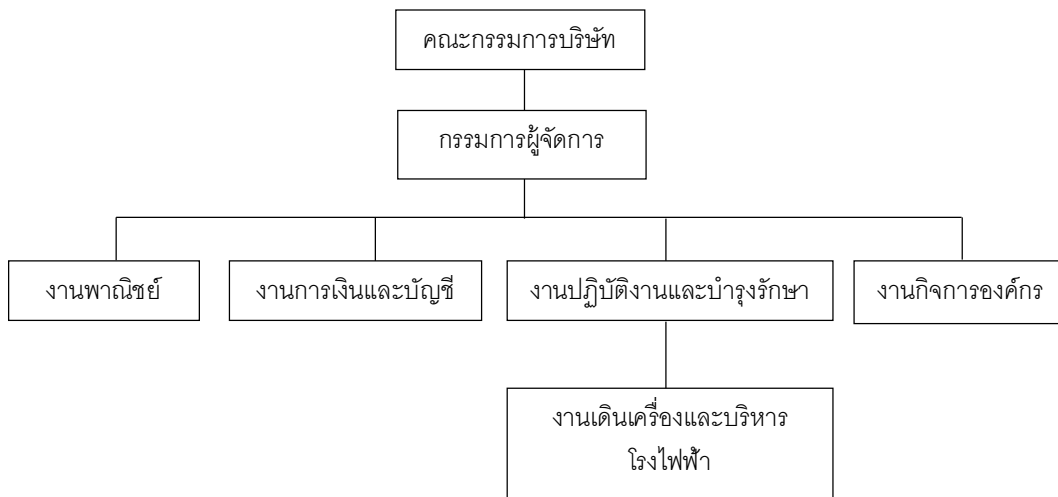 คณะกรรมการบริษัท
กรรมการผู้จัดการ
งานพาณิชย์
งานการเงินและบัญชี
งานปฏิบัติงานและบำรุงรักษา
งานกิจการองค์กร
งานเดินเครื่องและบริหาร
โรงไฟฟ้า